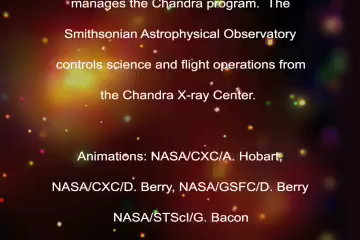 manages the Chandra program. The
Smithsonian Astrophysical Observatory
controls science and flight operations from
the Chandra X-ray Center.
Animations: NASA/CXC/A. Hobart,
NASA/CXC/D. Berry, NASA/GSFC/D. Berry
NASA/STScI/G. Bacon